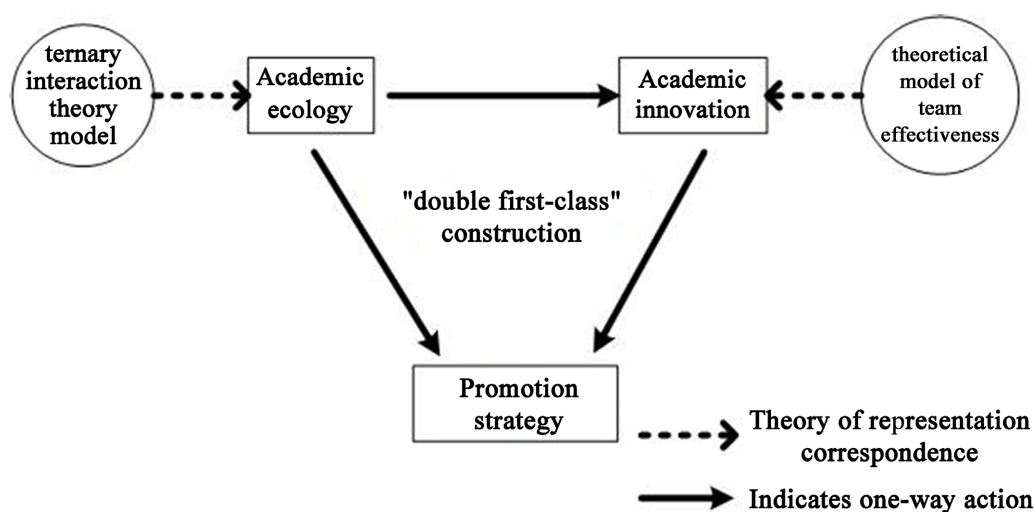 ternary
interaction
theory
model
Academic
ecology
Academic
innovation
theoretical
model of
team
effectiveness
"double first-class"
construction
Promotion
strategy
Theory of representation
correspondence
Indicates one-way action